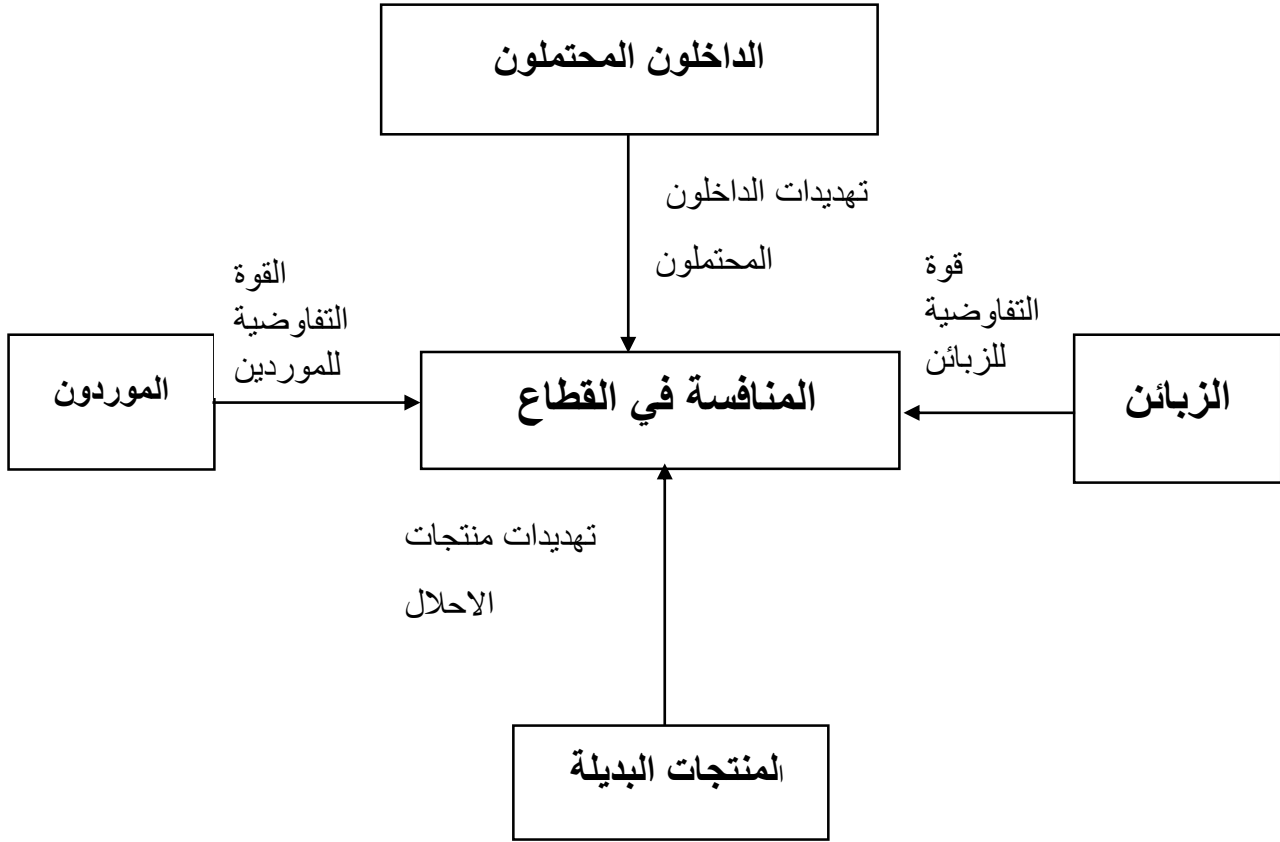 الداخلون المحتملون
تهديدات الداخلون
المحتملون
قوة
التفاوضية
للزبائن
القوة
التفاوضية
للموردين
الزبائن
المنافسة في القطاع
الموردون
تهديدات منتجات
الاحلال
المنتجات البديلة